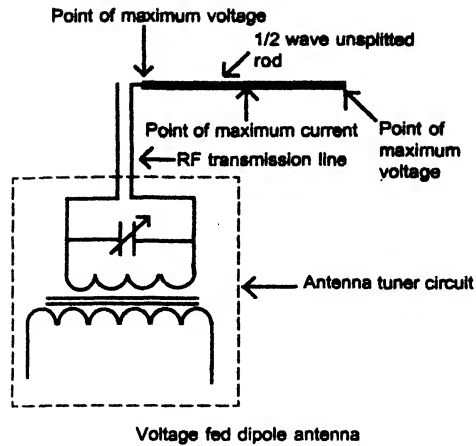 Point of maximum voltage
1/2 wave unsplitted
rod
Point of maximum current
Point of
maximum
voltage
RF transmission line
Antenna tuner circuit
Voltage fed dipole antenna